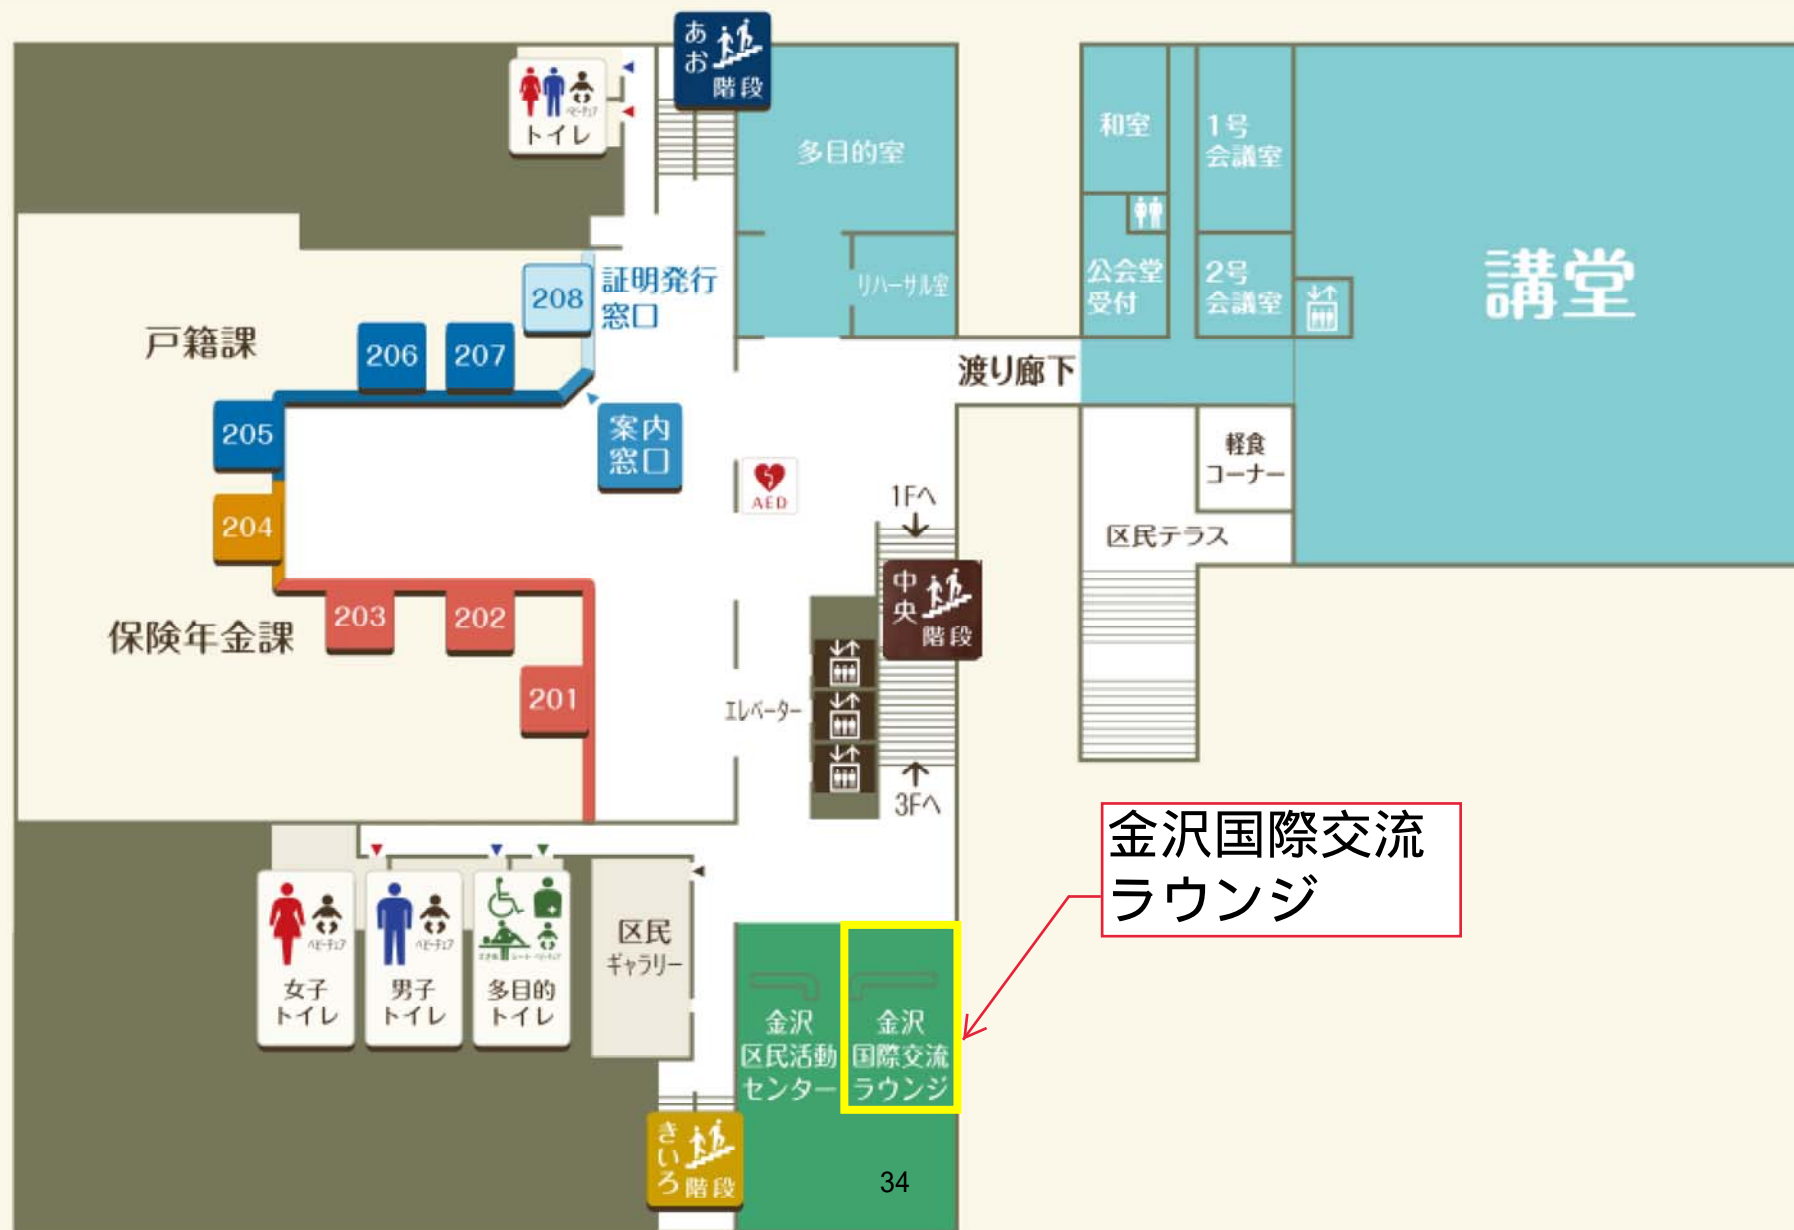 あお
階段
ベビーチェア
トイレ
多目的室
和室
1号
会議室
講堂
証明発行
窓口
208
リハーサル室
公会堂
受付
2号
会議室
戸籍課
206
207
渡り廊下
205
案内
窓口
軽食
コーナー
AED
1Fへ
204
区民テラス
中央
階段
203
202
保険年金課
201
エレベーター
3Fへ
金沢国際交流
ラウンジ
ベビーチェア
女子
トイレ
ベビーチェア
男子
トイレ
多目的
トイレ
区民
ギャラリー
金沢
区民活動
センター
金沢
国際交流
ラウンジ
きいろ
階段
34